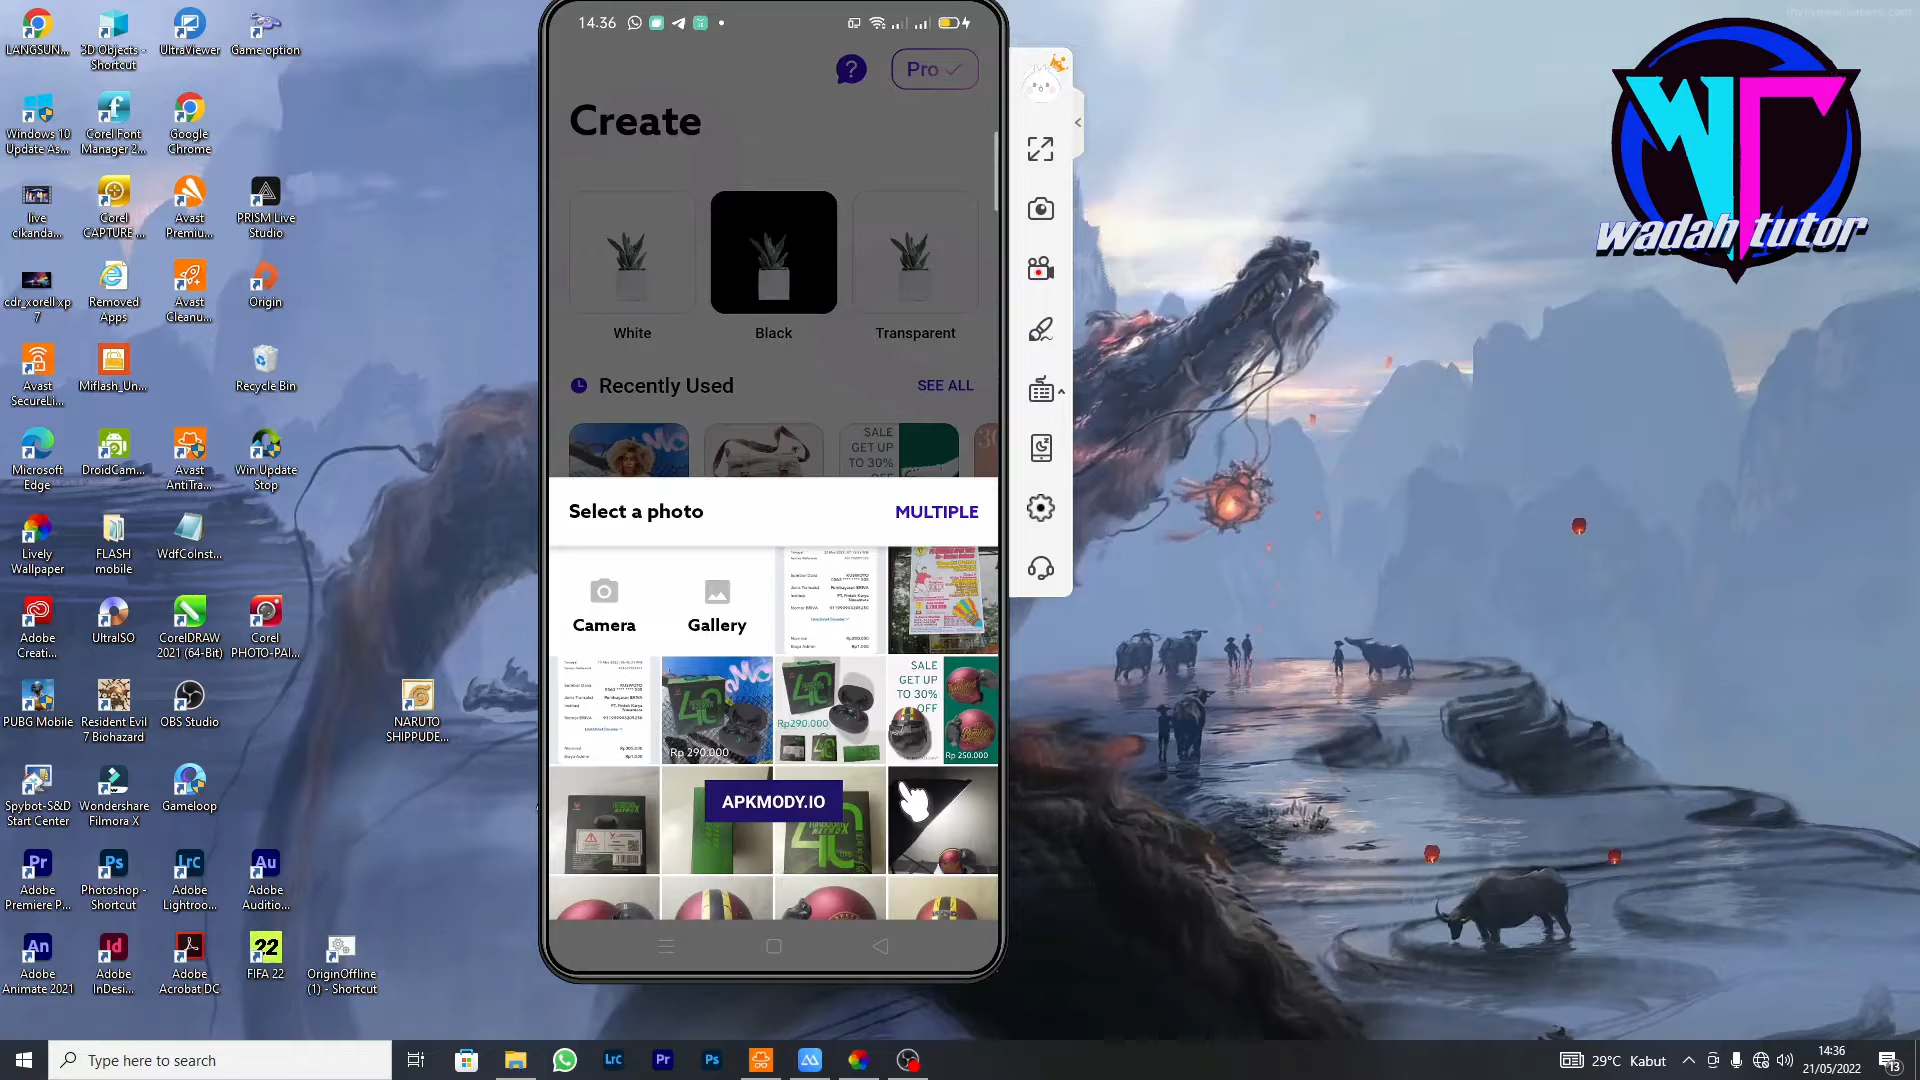 LANGSUN...
3D Objects -
Shortcut
UltraViewer
Game option
Windows 10
Update As...
Corel Font
Manager 2...
Google
Chrome
live
cikanda...
Corel
CAPTURE ...
Avast
Premiu...
PRISM Live
Studio
cdr_xorell xp
7
Removed
Apps
Avast
Cleanu...
Origin
Avast
SecureLi...
Miflash_Un...
Recycle Bin
Microsoft
Edge
DroidCam...
Avast
AntiTra...
Win Update
Stop
Lively
Wallpaper
FLASH
mobile
WdfCoInst...
Adobe
Creati...
UltraISO
CorelDRAW
2021 (64-Bit)
Corel
PHOTO-PAI...
PUBG Mobile
Resident Evil
7 Biohazard
OBS Studio
NARUTO
SHIPPUDE...
Spybot-S&D
Start Center
Wondershare
Filmora X
Gameloop
Adobe
Premiere P...
Photoshop -
Shortcut
Adobe
Lightroo...
Adobe
Auditio...
Adobe
Animate 2021
Adobe
InDesi...
Adobe
Acrobat DC
FIFA 22
OriginOffline
(1) - Shortcut
14.36
Pro
Create
White
Black
Transparent
Recently Used
SEE ALL
SALE
GET UP
TO 30%
OFF
Select a photo
MULTIPLE
Camera
Gallery
Rp 290.000
Rp290.000
SALE
GET UP
TO 30%
OFF
Rp 250.000
APKMODY.IO
WT
wadah tutor
Type here to search
29°C Kabut
14:36
21/05/2022
13